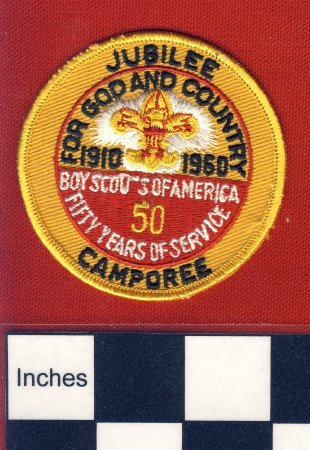 JUBILEE
FOR GOD AND COUNTRY
1910 1960
BOY SCOUTS OF AMERICA
50
FIFTY YEARS OF SERVICE
CAMPOREE
Inches